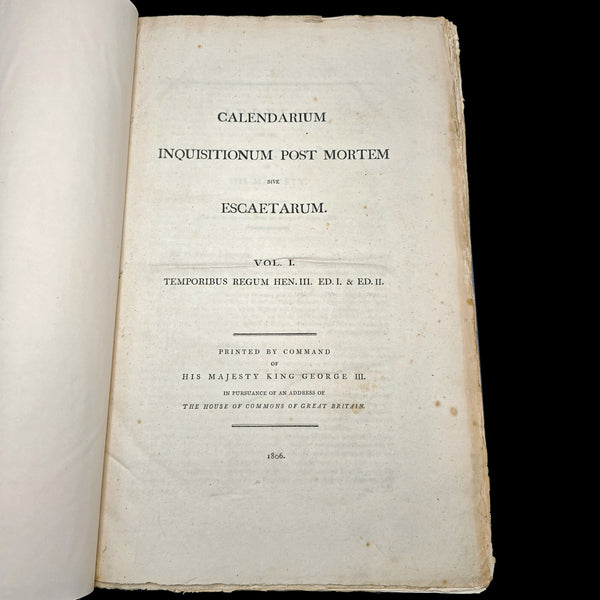 CALENDARIUM
INQUISITIONUM POST MORTEM
SIVE
ESCAETARUM.
VOL. I.
TEMPORIBUS REGUM HEN. III. ED. I. & ED. II.
PRINTED BY COMMAND
OF
HIS MAJESTY KING GEORGE III.
IN PURSUANCE OF AN ADDRESS OF
THE HOUSE OF COMMONS OF GREAT BRITAIN.
1806.